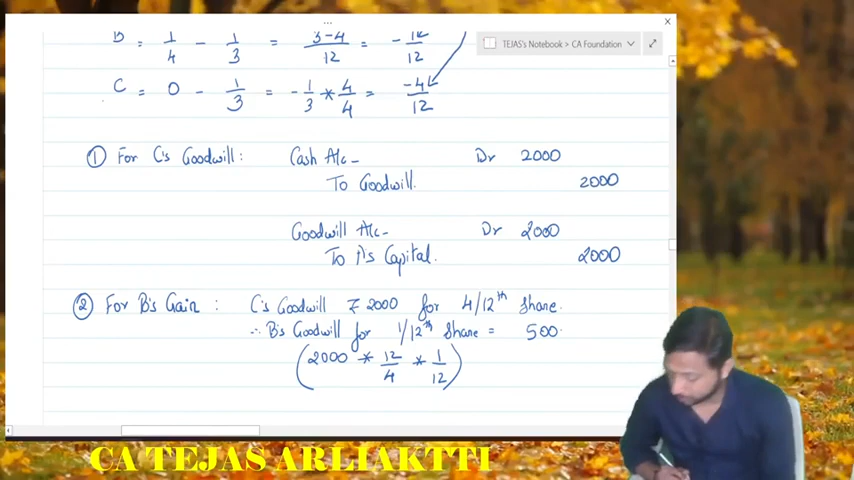 TEJAS's Notebook > CA Foundation
B = 1/4 - 1/3 = 3-4/12 = -/12
C = 0 - 1/3 = -1/3 * 4/4 = -4/12
① For C's Goodwill: Cash A/c- Dr 2000
To Goodwill. 2000
Goodwill A/c- Dr 2000
To A's Capital. 2000
② For B's Gain: C's Goodwill ₹ 2000 for 4/12th Share.
∴ B's Goodwill for 1/12th Share = 500.
(2000 * 12/4 * 1/12)
CA TEJAS ARLIAKTTI